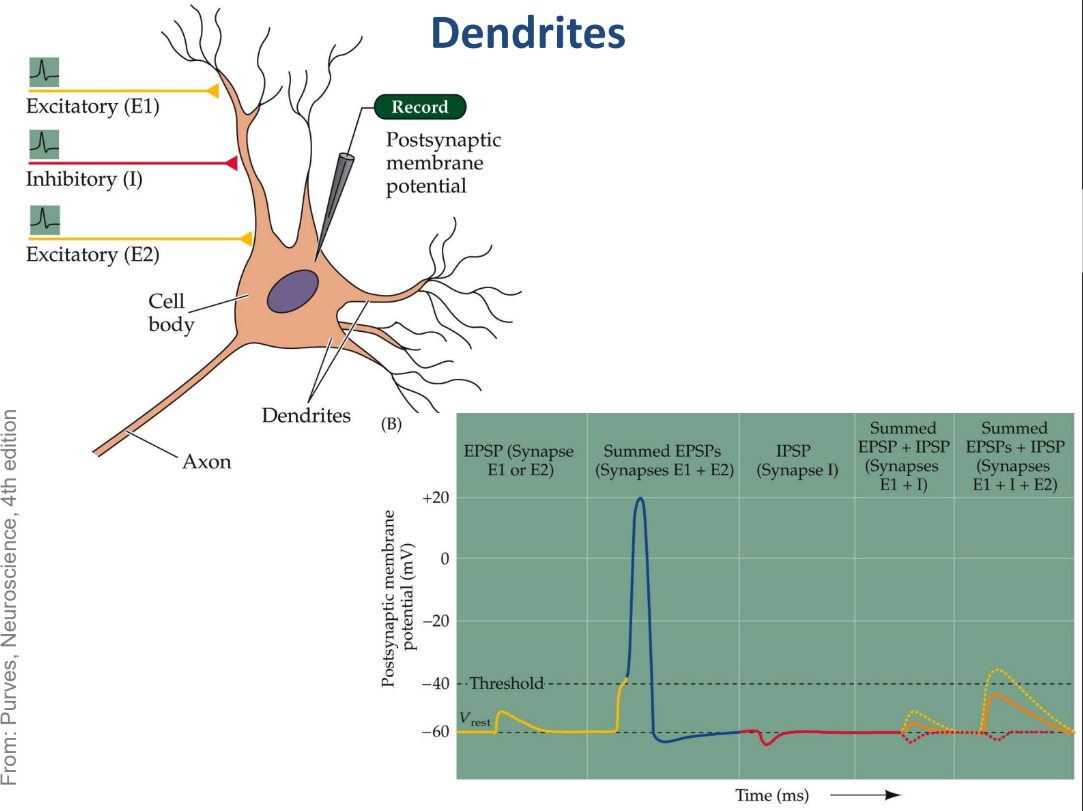 Dendrites
Excitatory (E1)
Inhibitory (I)
Excitatory (E2)
Record
Postsynaptic
membrane
potential
Cell
body
Dendrites
Axon
From: Purves, Neuroscience, 4th edition
(B)
EPSP (Synapse
E1 or E2)
Summed EPSPs
(Synapses E1 + E2)
IPSP
(Synapse I)
Summed
EPSP + IPSP
(Synapses
E1 + I)
Summed
EPSPs + IPSP
(Synapses
E1 + I + E2)
Postsynaptic membrane
potential (mV)
+20
0
−20
−40
−60
Threshold
Vrest
Time (ms)